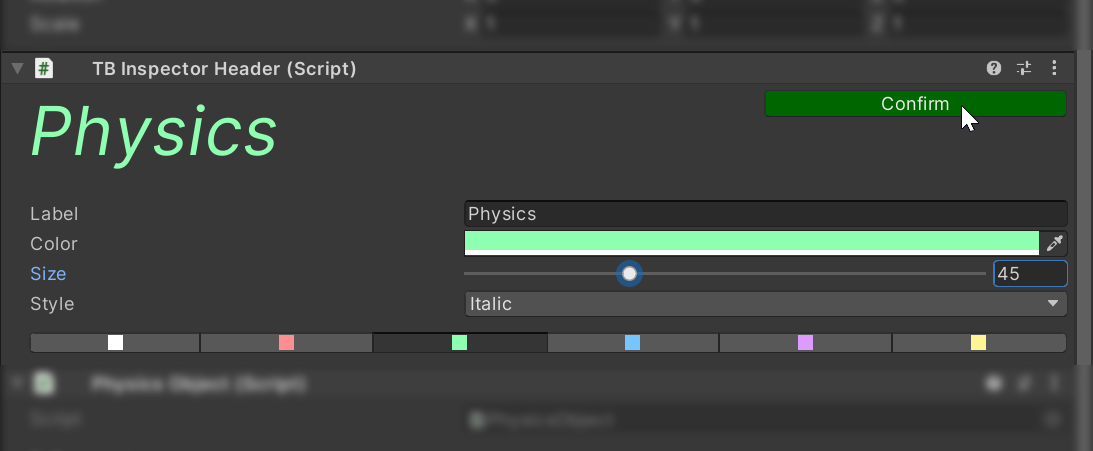 Scale X 1 Y 1 Z 1
# TB Inspector Header (Script)
Physics
Confirm
Label Physics
Color
Size 45
Style Italic
Physics Object (Script)
Script PhysicsObject